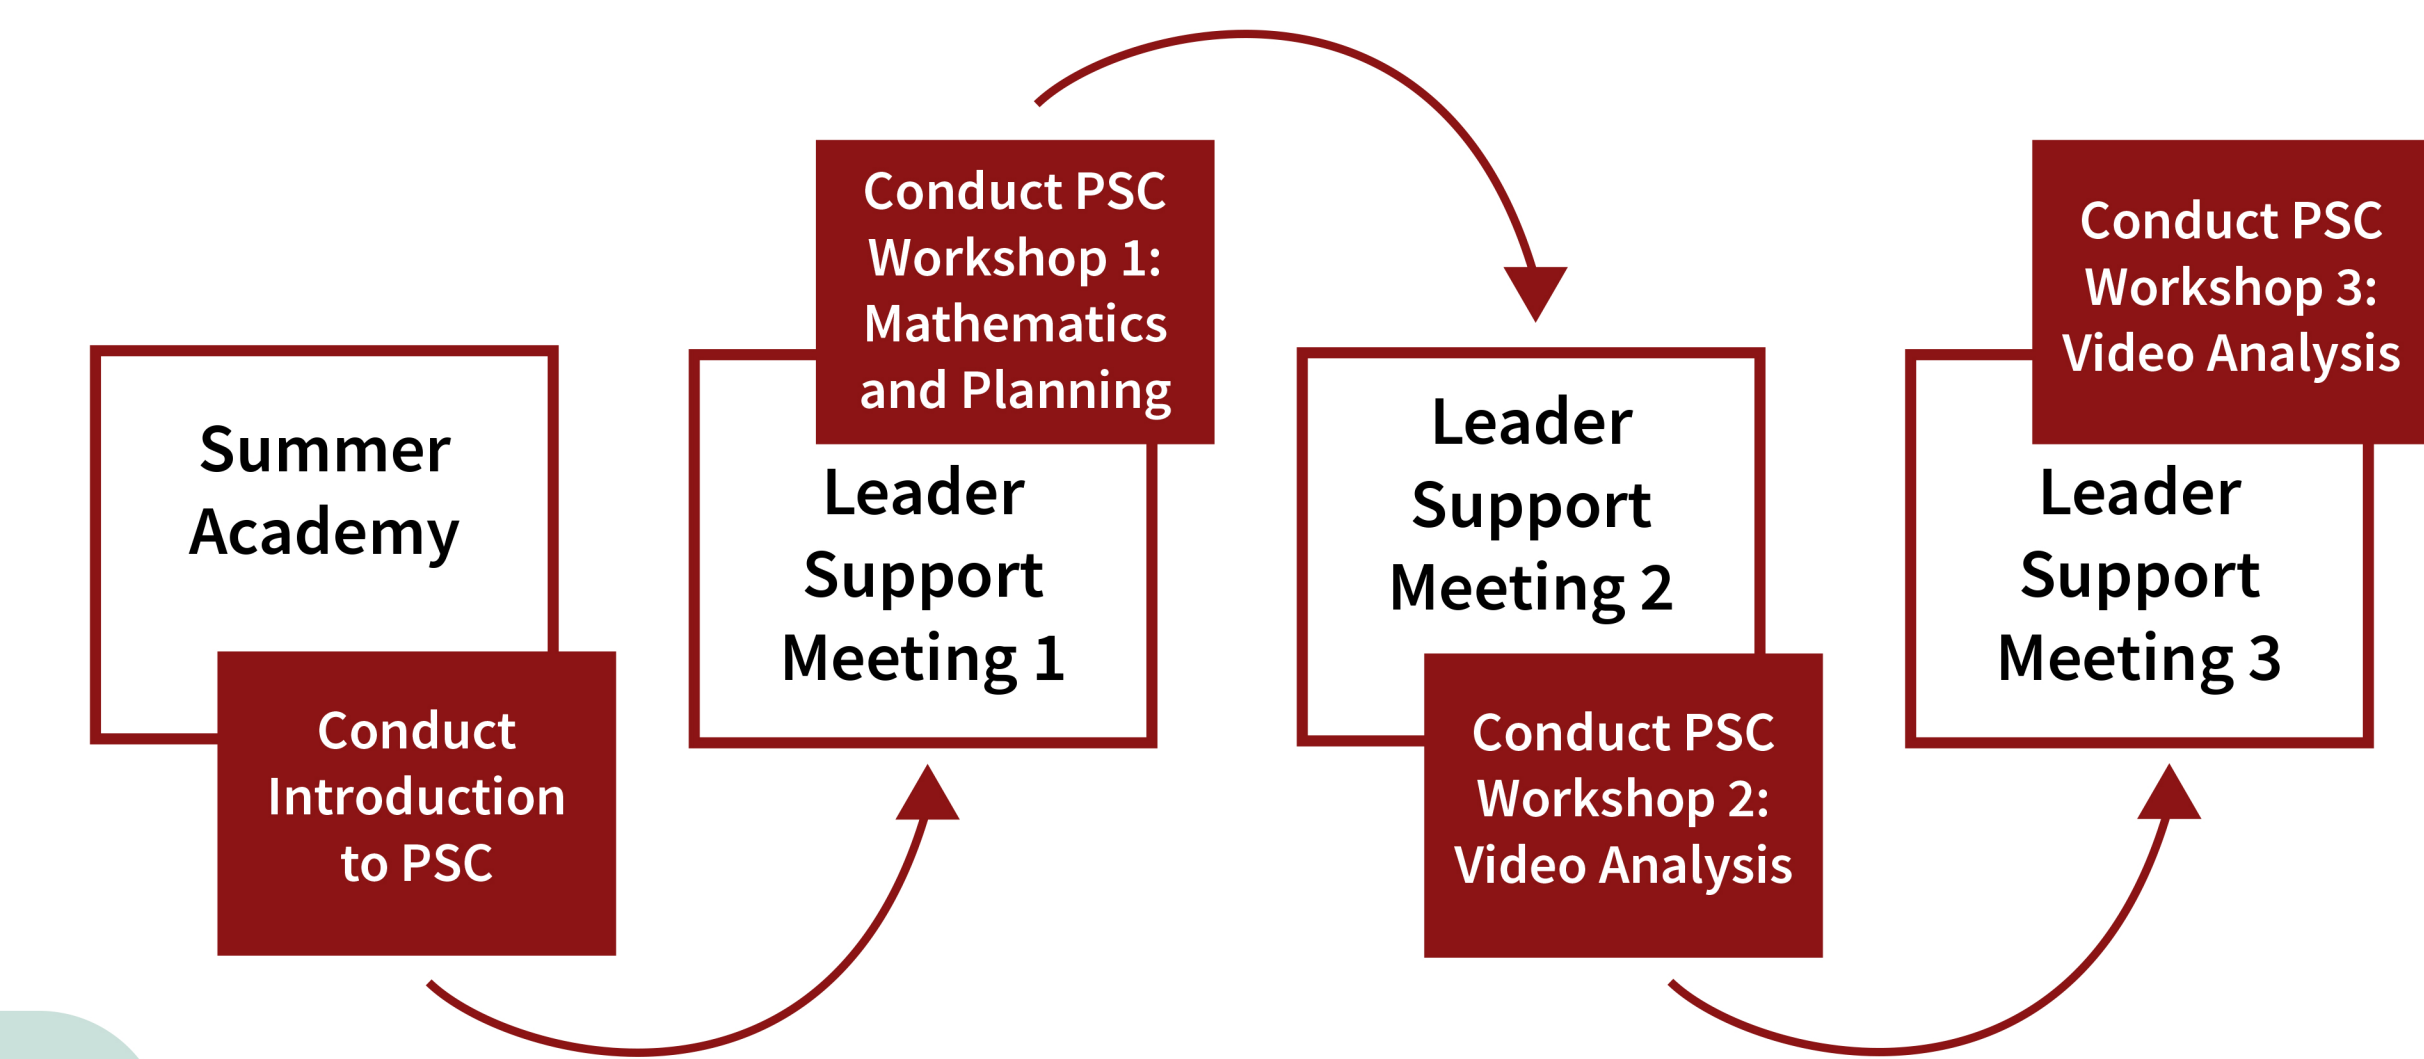 Summer
Academy
Conduct
Introduction
to PSC
Conduct PSC
Workshop 1:
Mathematics
and Planning
Leader
Support
Meeting 1
Leader
Support
Meeting 2
Conduct PSC
Workshop 2:
Video Analysis
Conduct PSC
Workshop 3:
Video Analysis
Leader
Support
Meeting 3